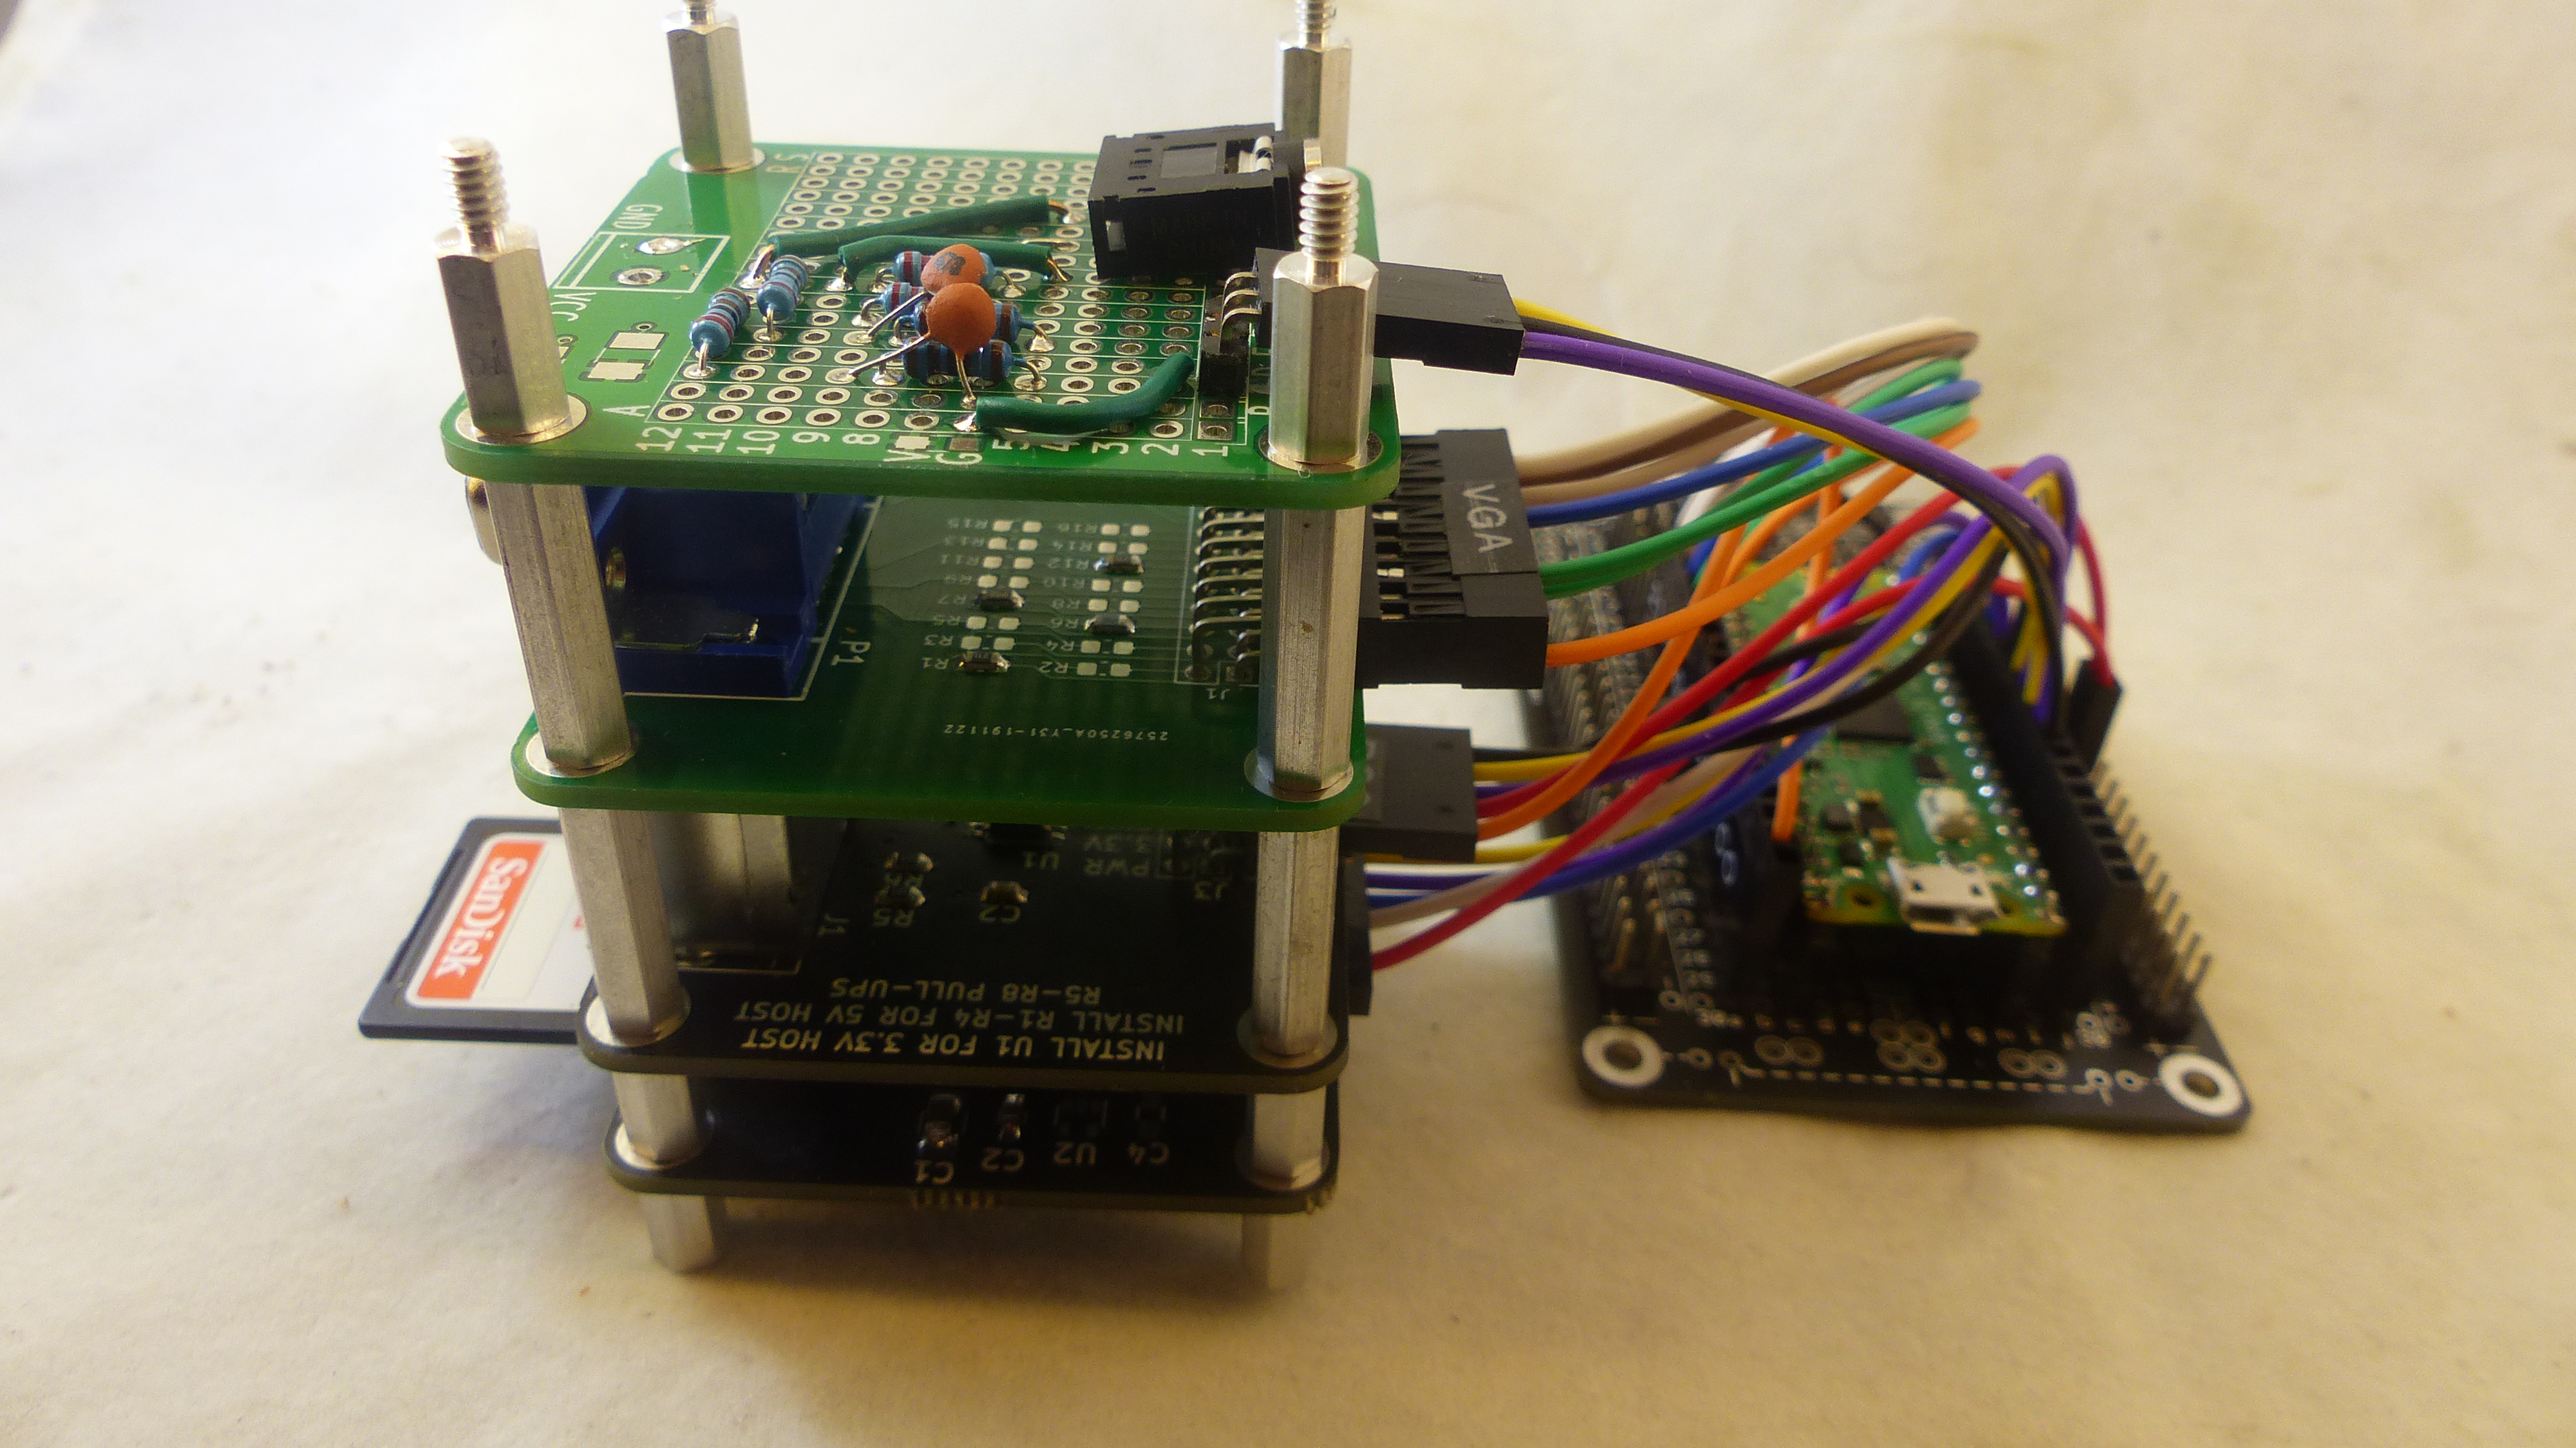 R S
GND
VCC
A
12 11 10 9 8 V G 5 4 3 2 1
VGA
R15 R16
R13 R14
R11 R12
R9 R10
R7 R8
R5 R6
R3 R4
R1 R2
P1
J1
2576250A_Y31-191122
SanDisk
U1
3.3V
PWR
J3
R5
C2
J1
R5-R8 PULL-UPS
INSTALL R1-R4 FOR 5V HOST
INSTALL U1 FOR 3.3V HOST
C1 C2 U2 C4